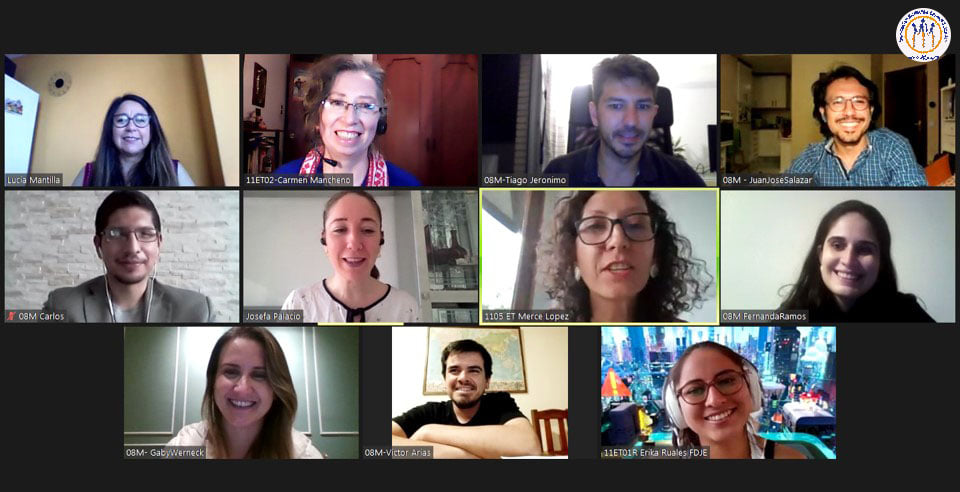 Lucia Mantilla
11ET02-Carmen Mancheno
08M-Tiago Jeronimo
08M - JuanJoseSalazar
08M Carlos
Josefa Palacio
1105 ET Merce Lopez
08M FernandaRamos
08M- GabyWerneck
08M-Victor Arias
11ET01R Erika Ruales FDJE